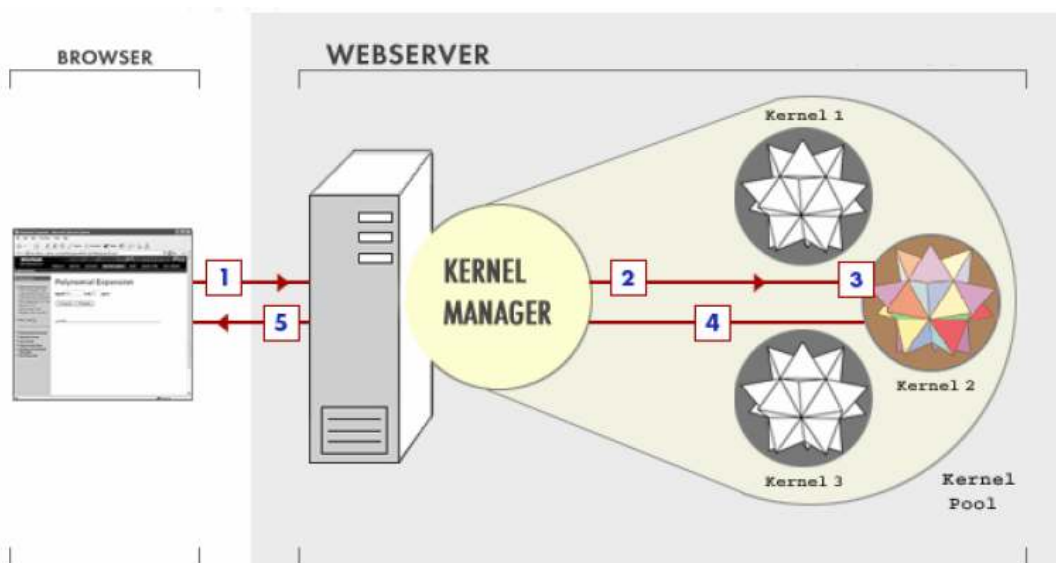 BROWSER
WEBSERVER
Kernel 1
Polynomial Expansion
1
2
3
KERNEL
MANAGER
5
4
Kernel 2
Kernel 3
Kernel
Pool